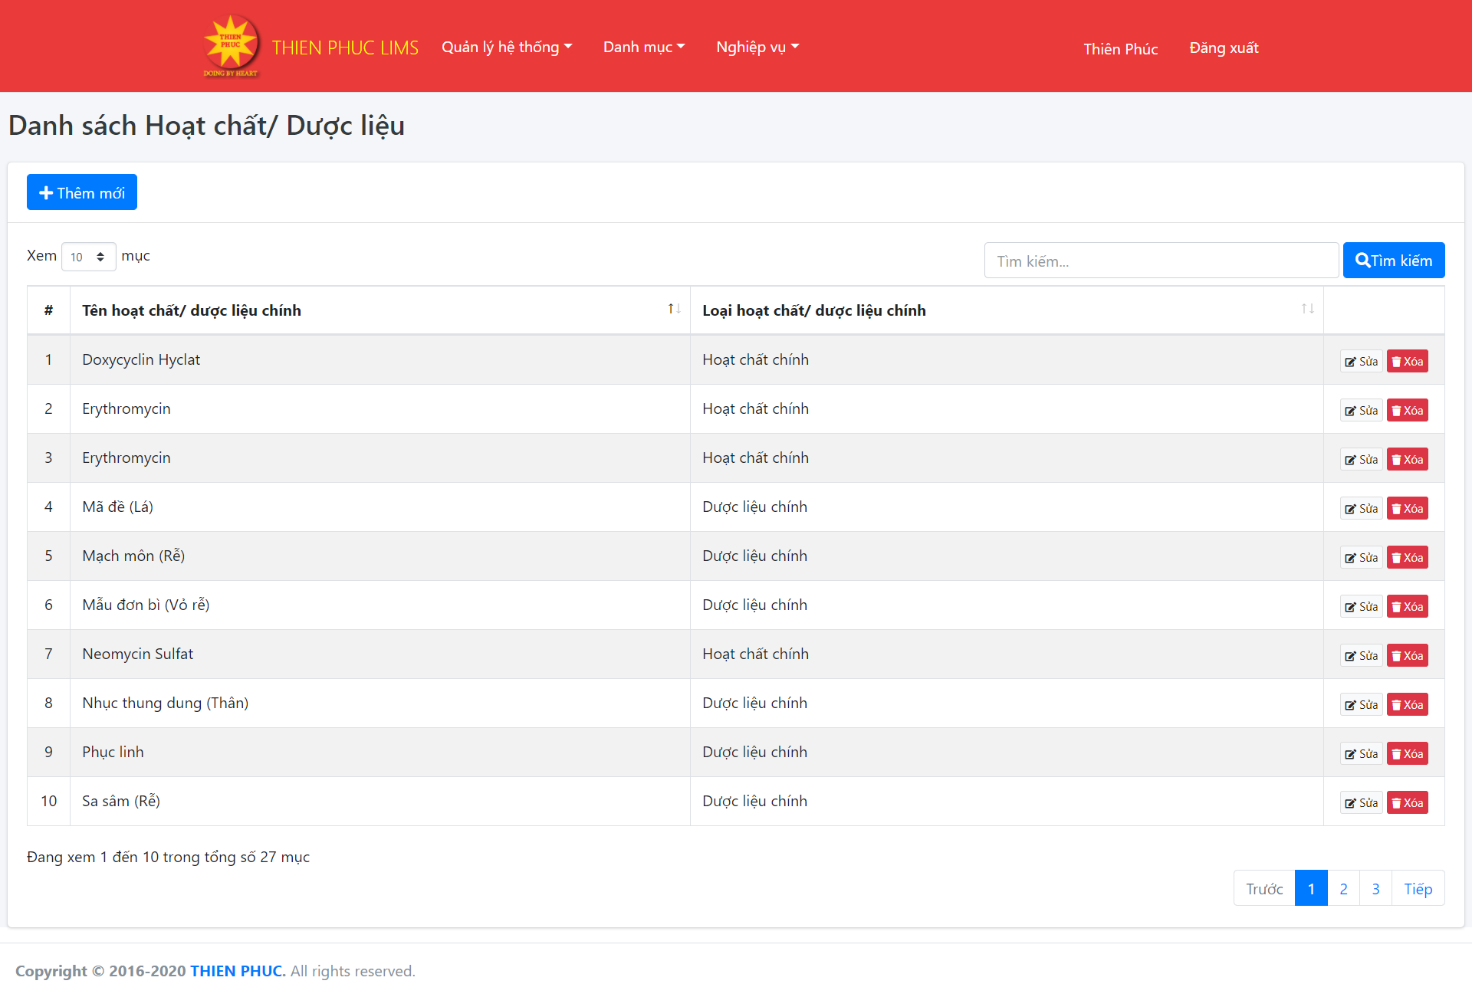 THIEN PHUC
DOING BY HEART
THIEN PHUC LIMS Quản lý hệ thống Danh mục Nghiệp vụ Thiên Phúc Đăng xuất
Danh sách Hoạt chất/ Dược liệu
Thêm mới
Xem 10 mục Tìm kiếm... Tìm kiếm
# Tên hoạt chất/ dược liệu chính Loại hoạt chất/ dược liệu chính
1 Doxycyclin Hyclat Hoạt chất chính Sửa Xóa
2 Erythromycin Hoạt chất chính Sửa Xóa
3 Erythromycin Hoạt chất chính Sửa Xóa
4 Mã đề (Lá) Dược liệu chính Sửa Xóa
5 Mạch môn (Rễ) Dược liệu chính Sửa Xóa
6 Mẫu đơn bì (Vỏ rễ) Dược liệu chính Sửa Xóa
7 Neomycin Sulfat Hoạt chất chính Sửa Xóa
8 Nhục thung dung (Thân) Dược liệu chính Sửa Xóa
9 Phục linh Dược liệu chính Sửa Xóa
10 Sa sâm (Rễ) Dược liệu chính Sửa Xóa
Đang xem 1 đến 10 trong tổng số 27 mục
Trước 1 2 3 Tiếp
Copyright © 2016-2020 THIEN PHUC. All rights reserved.